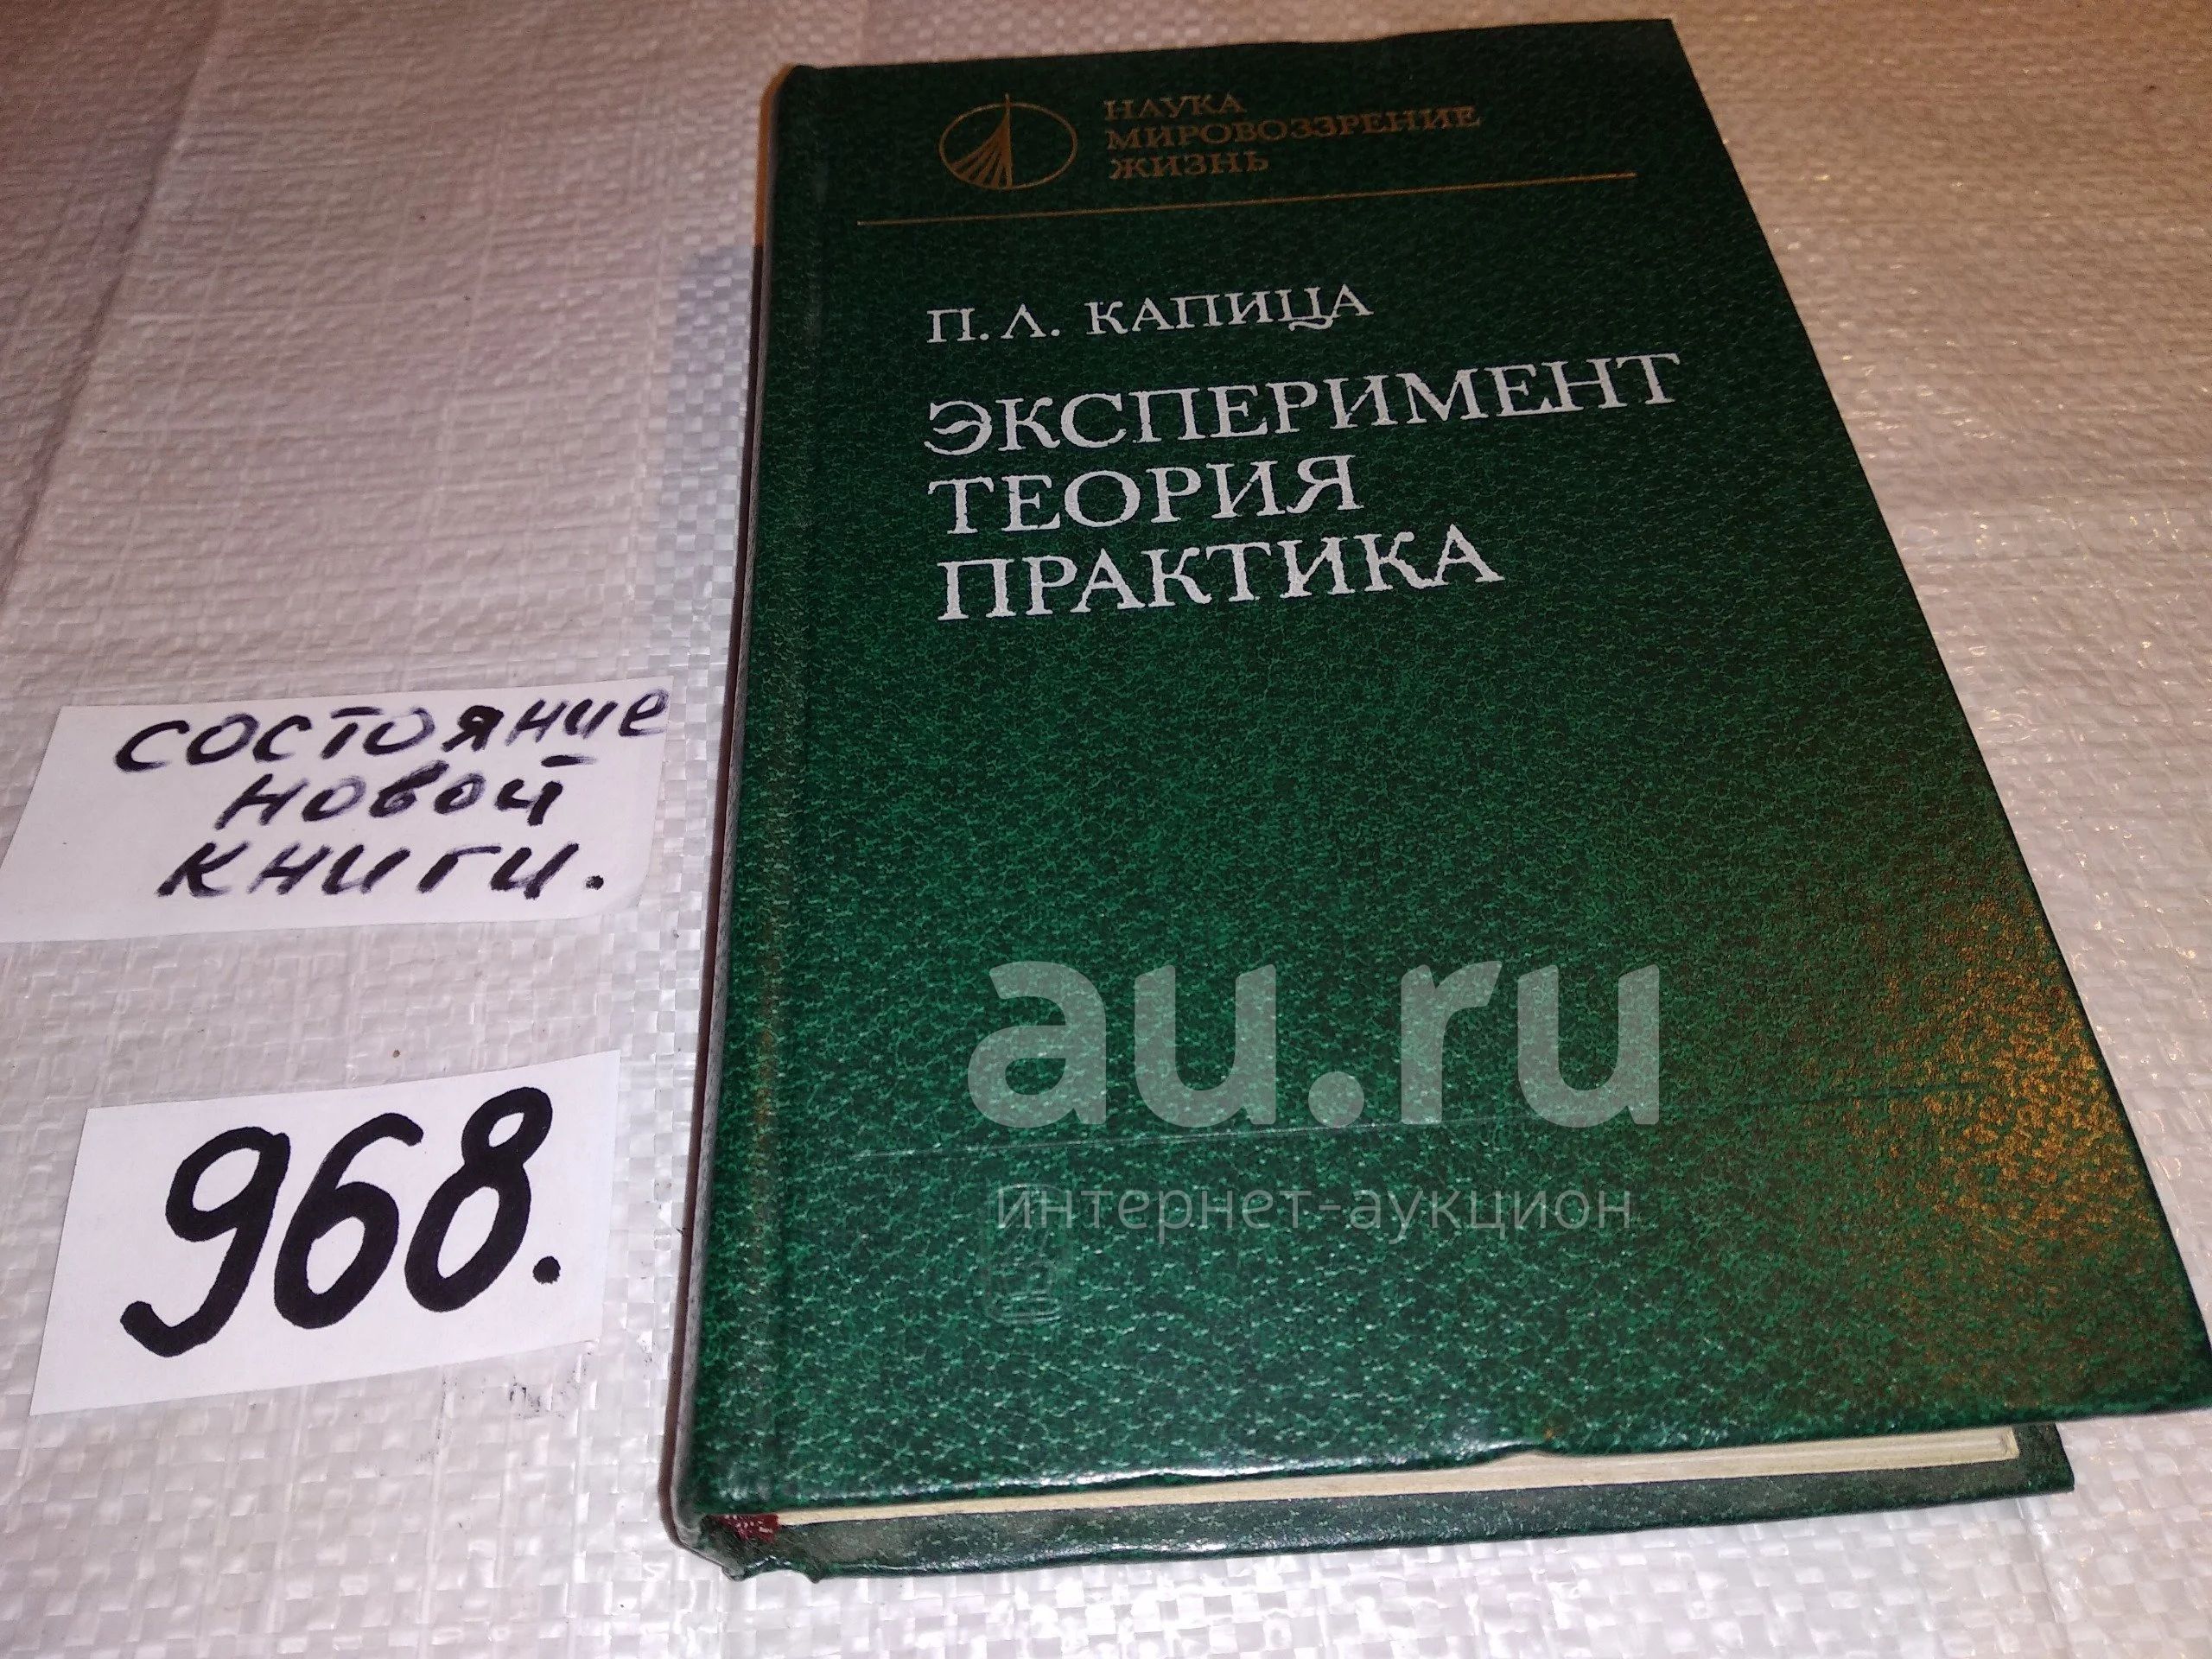 НАУКА
МИРОВОЗЗРЕНИЕ
ЖИЗНЬ
П.Л. КАПИЦА
ЭКСПЕРИМЕНТ
ТЕОРИЯ
ПРАКТИКА
состояние
новой
книги.
968.
au.ru
интернет-аукцион